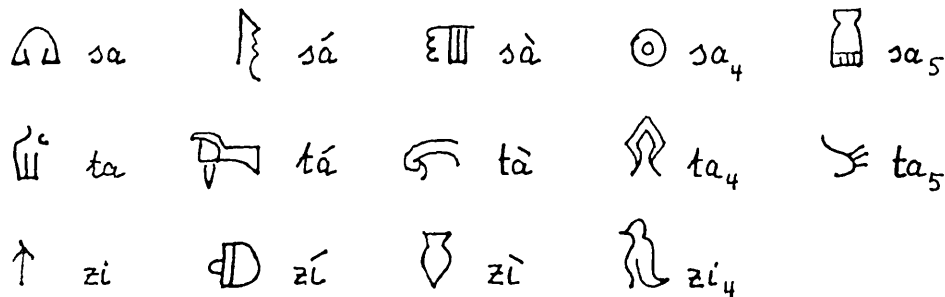 sa sá sà sa₄ sa₅
ta tá tà ta₄ ta₅
zi zí zì zi₄